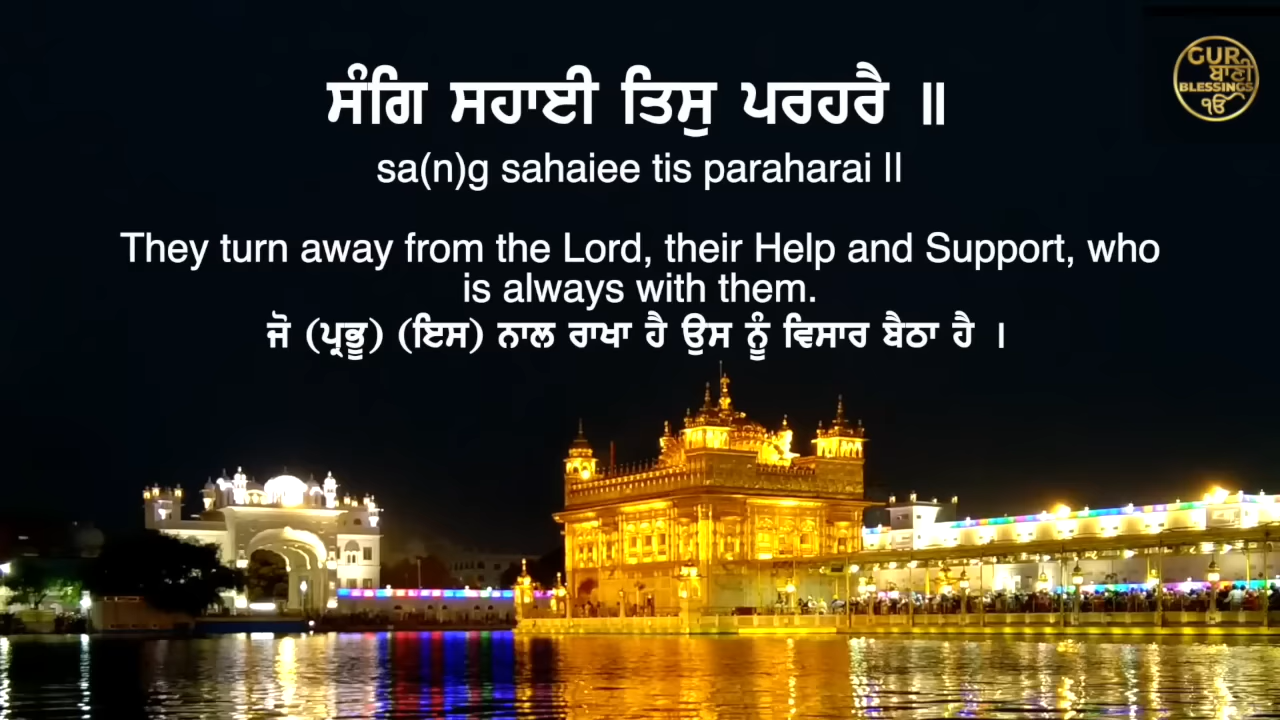 ਸੰਗਿ ਸਹਾਈ ਤਿਸੁ ਪਰਹਰੈ ॥
sa(n)g sahaiee tis paraharai ||
They turn away from the Lord, their Help and Support, who
is always with them.
ਜੋ (ਪ੍ਰਭੂ) (ਇਸ) ਨਾਲ ਰਾਖਾ ਹੈ ਉਸ ਨੂੰ ਵਿਸਾਰ ਬੈਠਾ ਹੈ ।
GUR
ਬਾਣੀ
BLESSINGS
ੴ